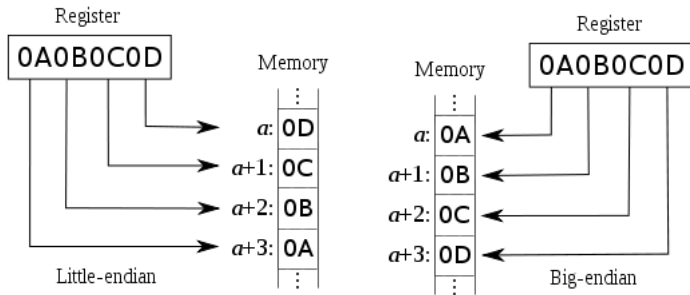 Register
0A0B0C0D
Memory
⋮
a: 0D
a+1: 0C
a+2: 0B
a+3: 0A
⋮
Little-endian
Register
0A0B0C0D
Memory
⋮
a: 0A
a+1: 0B
a+2: 0C
a+3: 0D
⋮
Big-endian